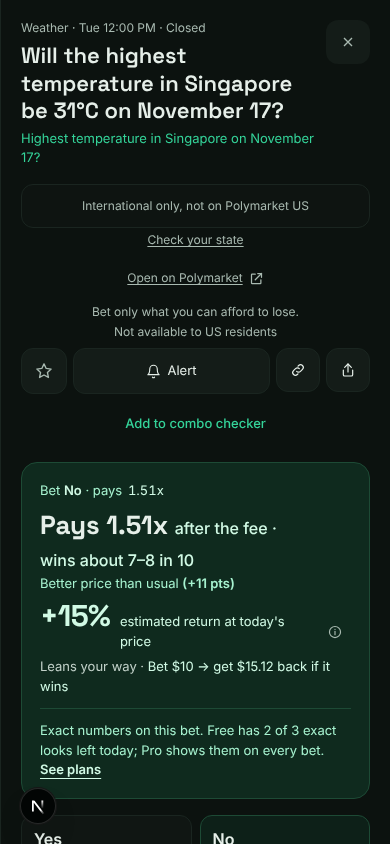 Weather · Tue 12:00 PM · Closed
Will the highest
temperature in Singapore
be 31°C on November 17?
Highest temperature in Singapore on November
17?
International only, not on Polymarket US
Check your state
Open on Polymarket
Bet only what you can afford to lose.
Not available to US residents
Alert
Add to combo checker
Bet No · pays 1.51x
Pays 1.51x after the fee ·
wins about 7–8 in 10
Better price than usual (+11 pts)
+15% estimated return at today's
price
Leans your way · Bet $10 → get $15.12 back if it
wins
Exact numbers on this bet. Free has 2 of 3 exact
looks left today; Pro shows them on every bet.
See plans
N
Yes No